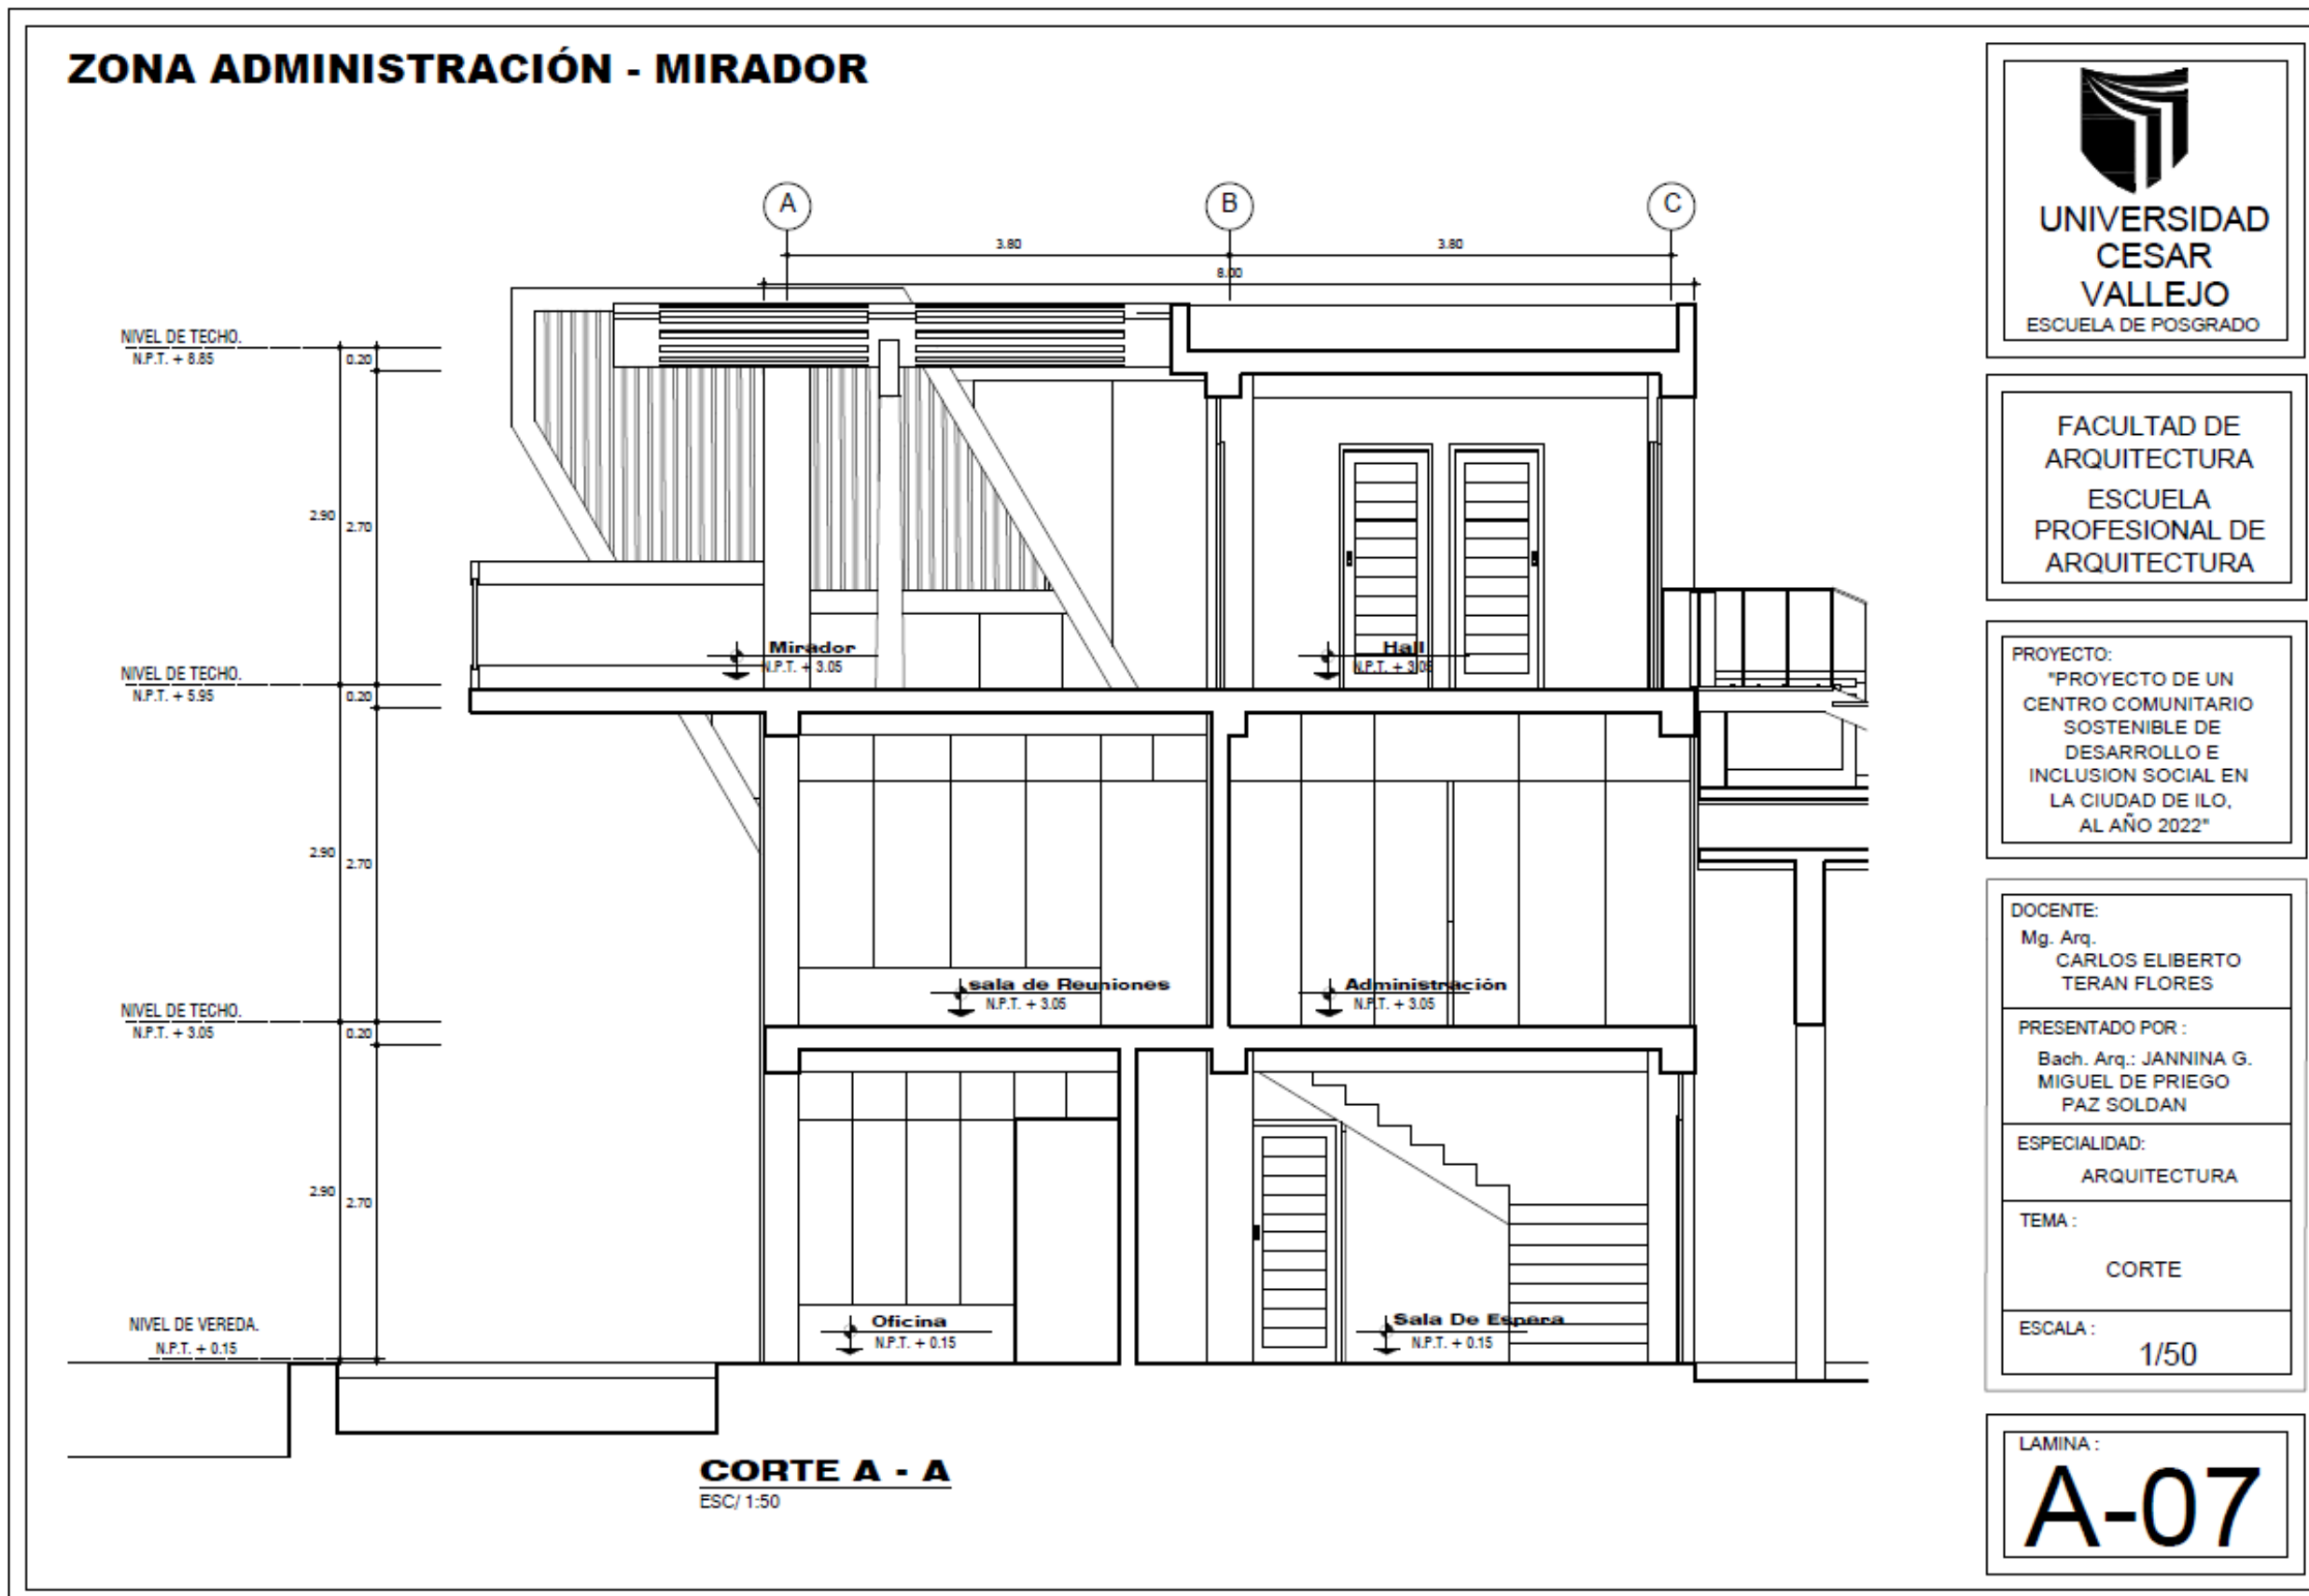 ZONA ADMINISTRACIÓN - MIRADOR
A
B
C
3.80
3.80
8.00
NIVEL DE TECHO.
N.P.T. + 8.85
0.20
2.90
2.70
NIVEL DE TECHO.
N.P.T. + 5.95
0.20
2.90
2.70
NIVEL DE TECHO.
N.P.T. + 3.05
0.20
2.90
2.70
NIVEL DE VEREDA.
N.P.T. + 0.15
Mirador
N.P.T. + 3.05
Hall
N.P.T. + 3.05
sala de Reuniones
N.P.T. + 3.05
Administración
N.P.T. + 3.05
Oficina
N.P.T. + 0.15
Sala De Espera
N.P.T. + 0.15
CORTE A - A
ESC/ 1:50
UNIVERSIDAD
CESAR
VALLEJO
ESCUELA DE POSGRADO
FACULTAD DE
ARQUITECTURA
ESCUELA
PROFESIONAL DE
ARQUITECTURA
PROYECTO:
"PROYECTO DE UN
CENTRO COMUNITARIO
SOSTENIBLE DE
DESARROLLO E
INCLUSION SOCIAL EN
LA CIUDAD DE ILO,
AL AÑO 2022"
DOCENTE:
Mg. Arq.
CARLOS ELIBERTO
TERAN FLORES
PRESENTADO POR :
Bach. Arq.: JANNINA G.
MIGUEL DE PRIEGO
PAZ SOLDAN
ESPECIALIDAD:
ARQUITECTURA
TEMA :
CORTE
ESCALA :
1/50
LAMINA :
A-07